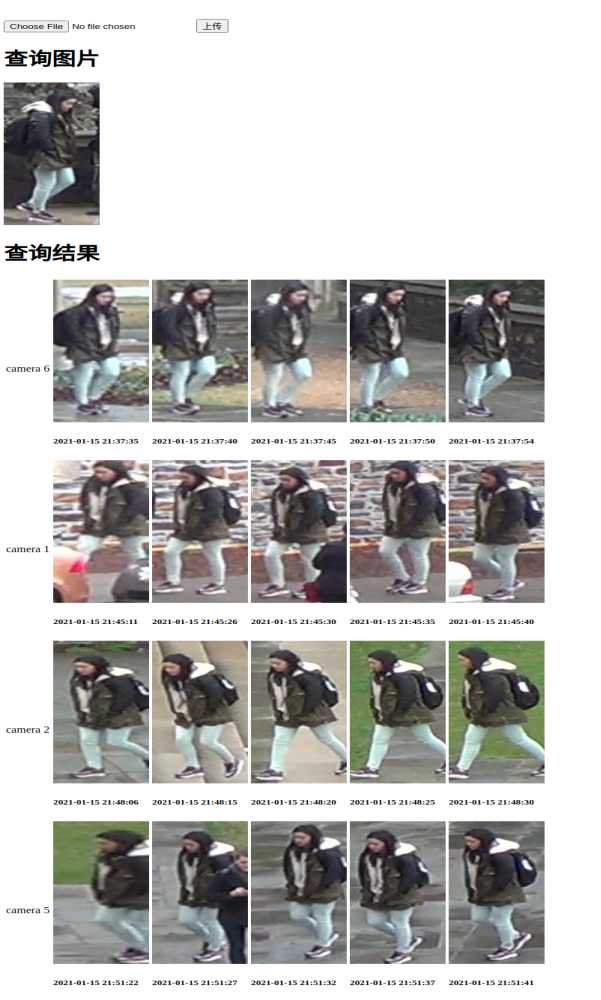 Choose File No file chosen 上传
查询图片
查询结果
camera 6
2021-01-15 21:37:35 2021-01-15 21:37:40 2021-01-15 21:37:45 2021-01-15 21:37:50 2021-01-15 21:37:54
camera 1
2021-01-15 21:45:11 2021-01-15 21:45:26 2021-01-15 21:45:30 2021-01-15 21:45:35 2021-01-15 21:45:40
camera 2
2021-01-15 21:48:06 2021-01-15 21:48:15 2021-01-15 21:48:20 2021-01-15 21:48:25 2021-01-15 21:48:30
camera 5
2021-01-15 21:51:22 2021-01-15 21:51:27 2021-01-15 21:51:32 2021-01-15 21:51:37 2021-01-15 21:51:41